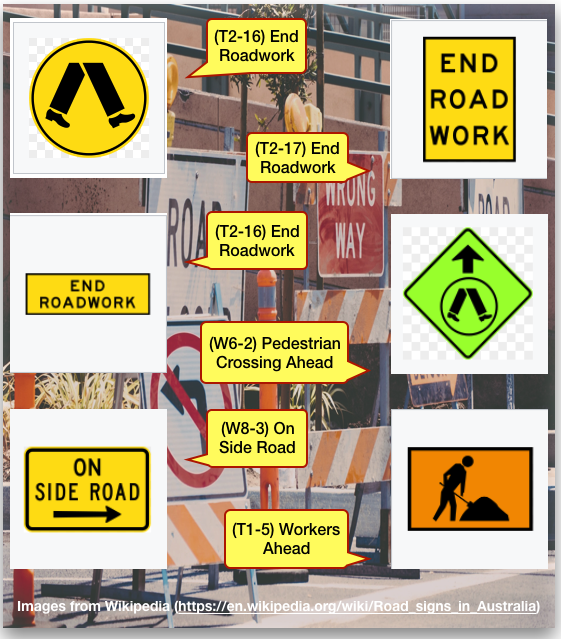 (T2-16) End
Roadwork
END
ROAD
WORK
(T2-17) End
Roadwork
WRONG
WAY
ROAD
(T2-16) End
Roadwork
END
ROADWORK
(W6-2) Pedestrian
Crossing Ahead
(W8-3) On
Side Road
ON
SIDE ROAD
(T1-5) Workers
Ahead
Images from Wikipedia (https://en.wikipedia.org/wiki/Road_signs_in_Australia)